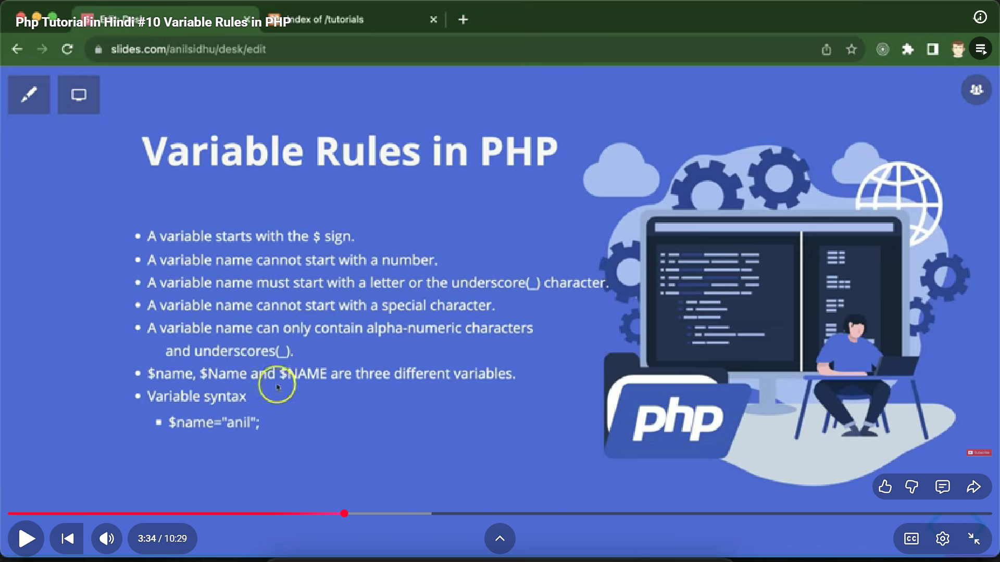 Php Tutorial in Hindi #10 Variable Rules in PHP
Index of /tutorials
slides.com/anilsidhu/desk/edit
Variable Rules in PHP
• A variable starts with the $ sign.
• A variable name cannot start with a number.
• A variable name must start with a letter or the underscore(_) character.
• A variable name cannot start with a special character.
• A variable name can only contain alpha-numeric characters
and underscores(_).
• $name, $Name and $NAME are three different variables.
• Variable syntax
▪ $name="anil";
php
Subscribe
3:34 / 10:29
CC